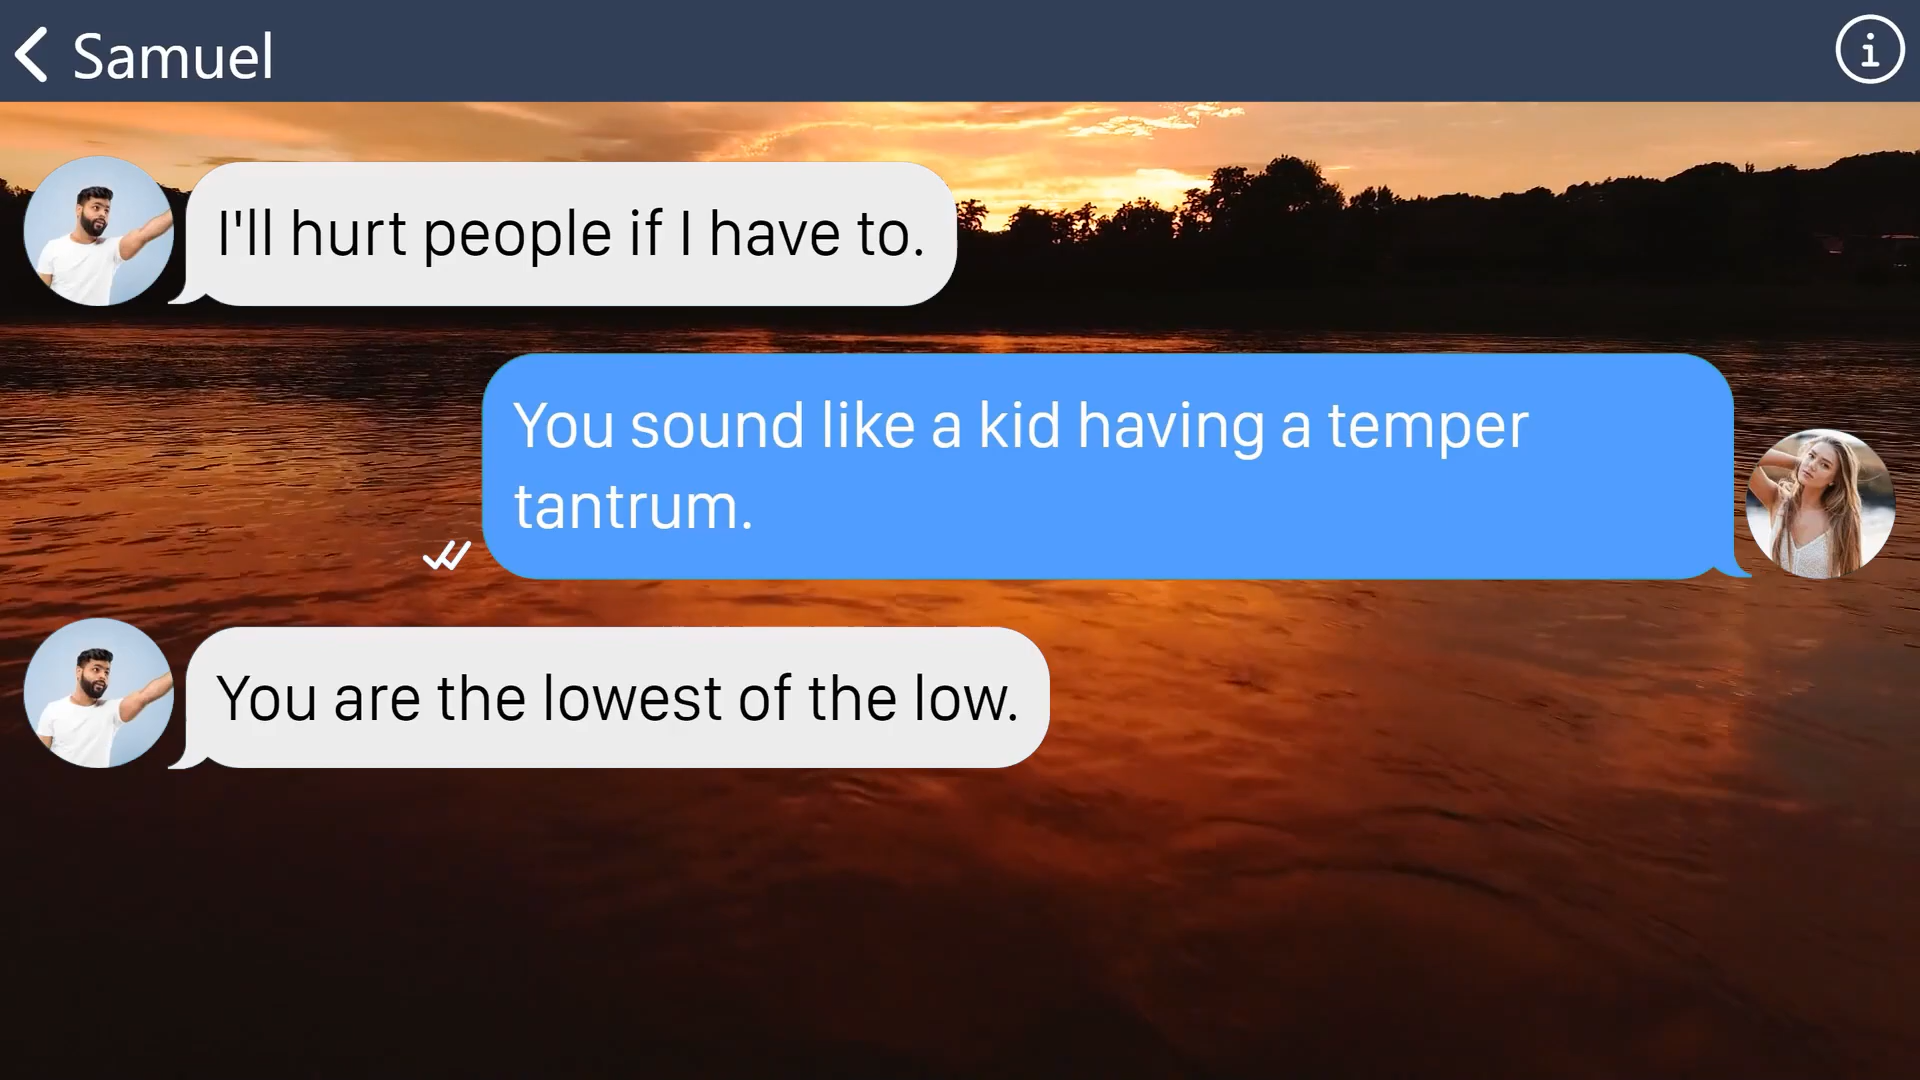 Samuel
I'll hurt people if I have to.
You sound like a kid having a temper
tantrum.
You are the lowest of the low.